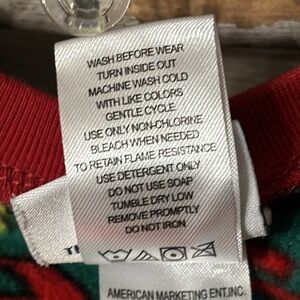 WASH BEFORE WEAR
TURN INSIDE OUT
MACHINE WASH COLD
WITH LIKE COLORS
GENTLE CYCLE
USE ONLY NON-CHLORINE
BLEACH WHEN NEEDED
TO RETAIN FLAME RESISTANCE
USE DETERGENT ONLY
DO NOT USE SOAP
TUMBLE DRY LOW
REMOVE PROMPTLY
DO NOT IRON
AMERICAN MARKETING ENT.INC.